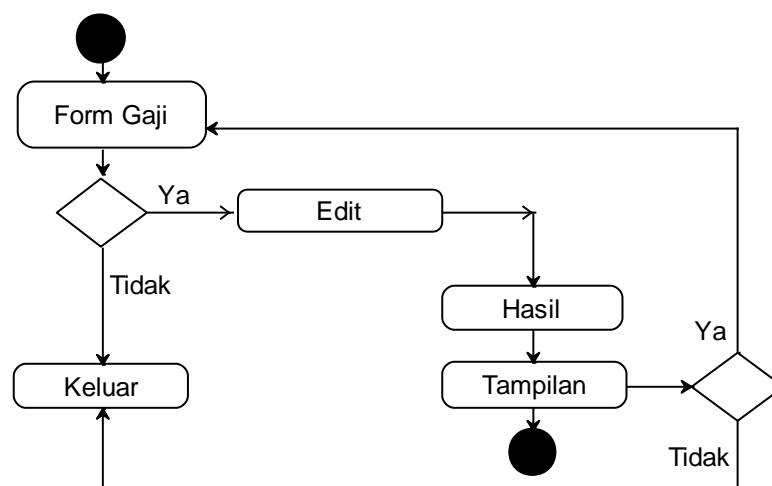 Form Gaji
Ya
Edit
Tidak
Hasil
Ya
Keluar
Tampilan
Tidak